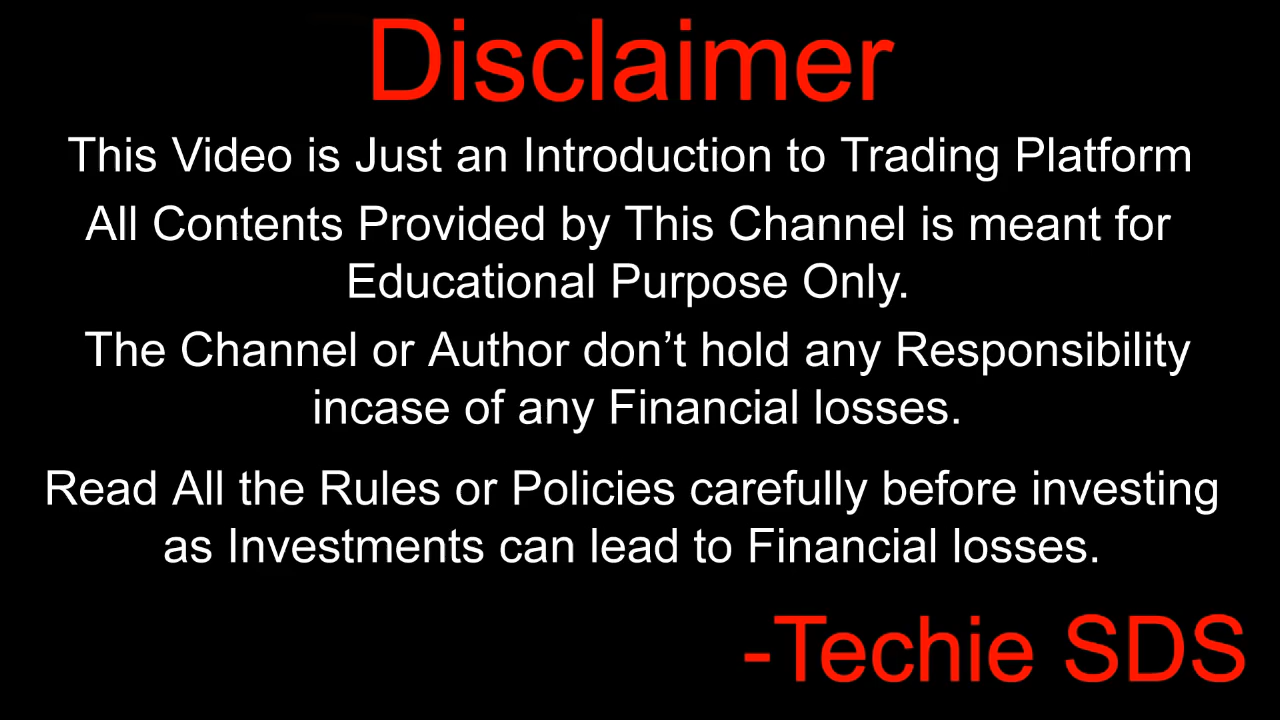 Disclaimer
This Video is Just an Introduction to Trading Platform
All Contents Provided by This Channel is meant for
Educational Purpose Only.
The Channel or Author don’t hold any Responsibility
incase of any Financial losses.
Read All the Rules or Policies carefully before investing
as Investments can lead to Financial losses.
-Techie SDS